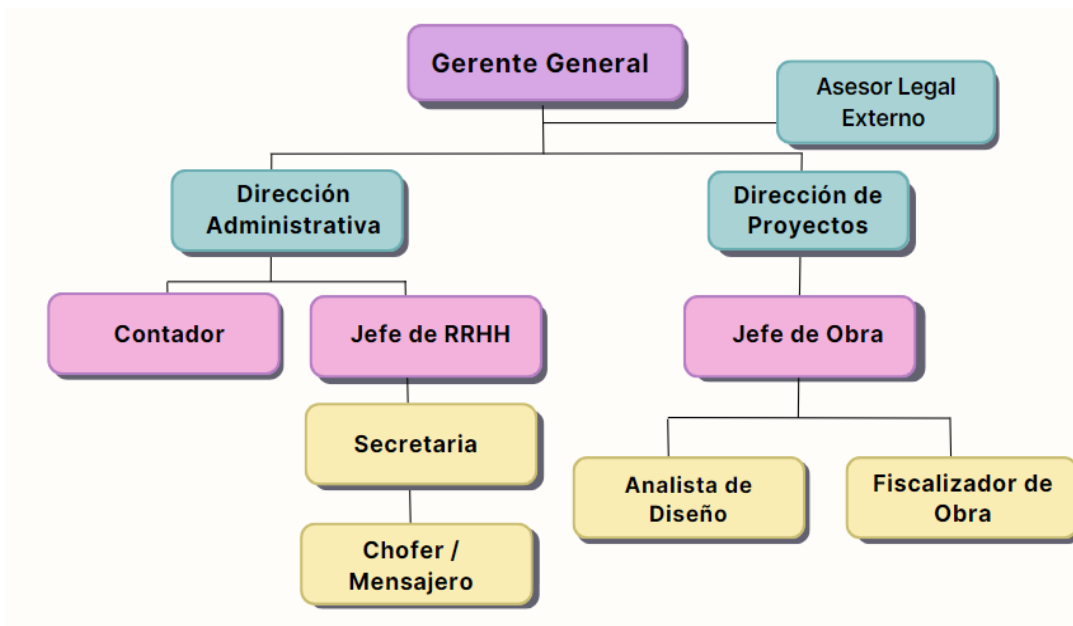 Gerente General
Asesor Legal
Externo
Dirección
Administrativa
Dirección de
Proyectos
Contador
Jefe de RRHH
Jefe de Obra
Secretaria
Analista de
Diseño
Fiscalizador de
Obra
Chofer /
Mensajero